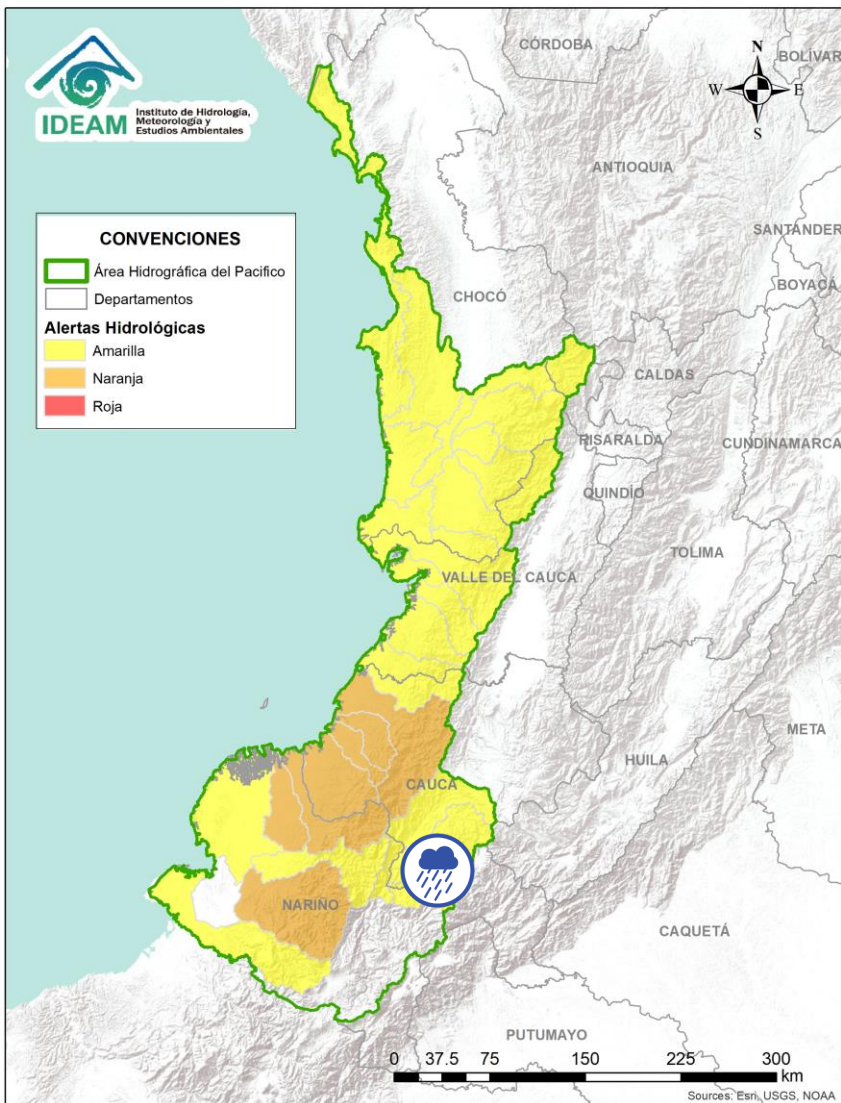 IDEAM
Instituto de Hidrología,
Meteorología y
Estudios Ambientales
N
W
E
S
CÓRDOBA
BOLÍVAR
ANTIOQUIA
SANTANDER
BOYACÁ
CHOCÓ
CALDAS
RISARALDA
CUNDINAMARCA
QUINDÍO
TOLIMA
VALLE DEL CAUCA
META
HUILA
CAUCA
NARIÑO
CAQUETÁ
PUTUMAYO
CONVENCIONES
Área Hidrográfica del Pacifico
Departamentos
Alertas Hidrológicas
Amarilla
Naranja
Roja
0 37.5 75 150 225 300
km
Sources: Esri, USGS, NOAA